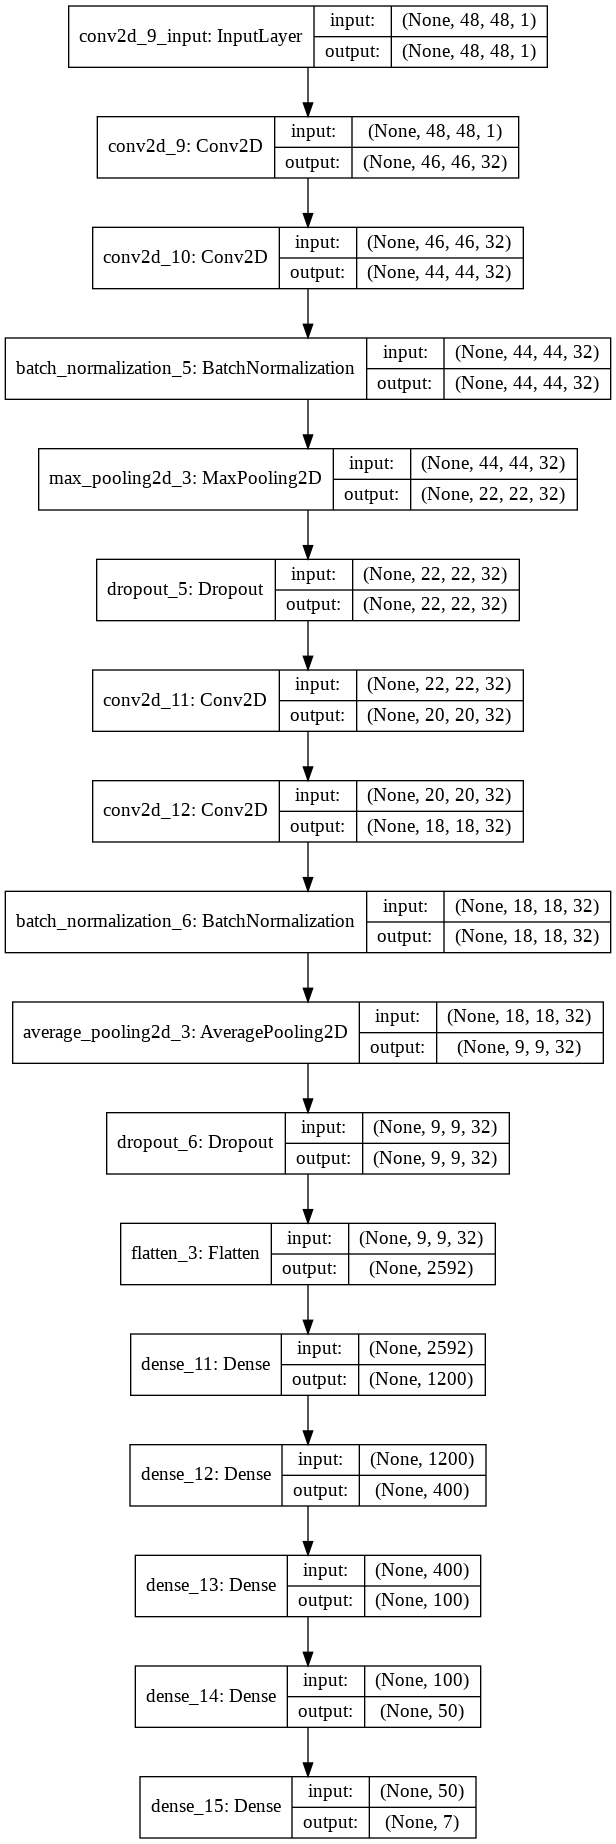 conv2d_9_input: InputLayer
input: (None, 48, 48, 1)
output: (None, 48, 48, 1)
conv2d_9: Conv2D
input: (None, 48, 48, 1)
output: (None, 46, 46, 32)
conv2d_10: Conv2D
input: (None, 46, 46, 32)
output: (None, 44, 44, 32)
batch_normalization_5: BatchNormalization
input: (None, 44, 44, 32)
output: (None, 44, 44, 32)
max_pooling2d_3: MaxPooling2D
input: (None, 44, 44, 32)
output: (None, 22, 22, 32)
dropout_5: Dropout
input: (None, 22, 22, 32)
output: (None, 22, 22, 32)
conv2d_11: Conv2D
input: (None, 22, 22, 32)
output: (None, 20, 20, 32)
conv2d_12: Conv2D
input: (None, 20, 20, 32)
output: (None, 18, 18, 32)
batch_normalization_6: BatchNormalization
input: (None, 18, 18, 32)
output: (None, 18, 18, 32)
average_pooling2d_3: AveragePooling2D
input: (None, 18, 18, 32)
output: (None, 9, 9, 32)
dropout_6: Dropout
input: (None, 9, 9, 32)
output: (None, 9, 9, 32)
flatten_3: Flatten
input: (None, 9, 9, 32)
output: (None, 2592)
dense_11: Dense
input: (None, 2592)
output: (None, 1200)
dense_12: Dense
input: (None, 1200)
output: (None, 400)
dense_13: Dense
input: (None, 400)
output: (None, 100)
dense_14: Dense
input: (None, 100)
output: (None, 50)
dense_15: Dense
input: (None, 50)
output: (None, 7)